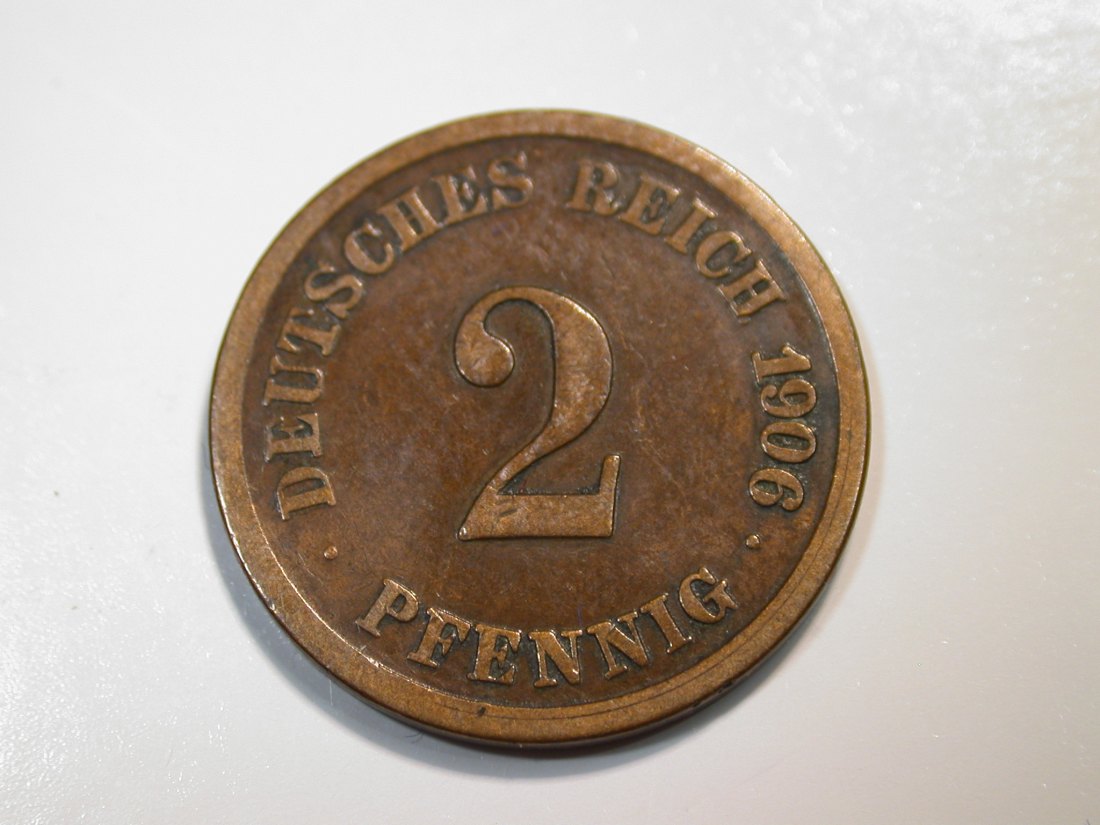 DEUTSCHES REICH 1906
2
PFENNIG